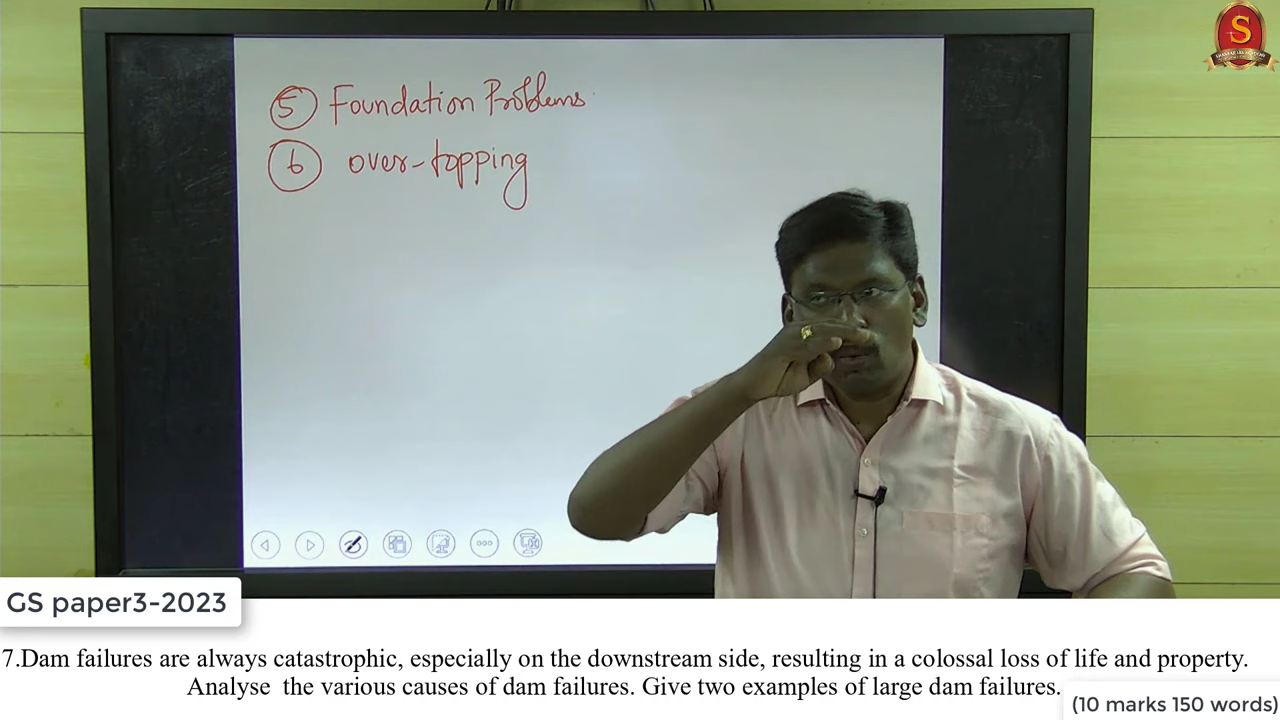 ⑤ Foundation Problems
⑥ over-topping
S
GS paper3-2023
7.Dam failures are always catastrophic, especially on the downstream side, resulting in a colossal loss of life and property.
Analyse the various causes of dam failures. Give two examples of large dam failures.
(10 marks 150 words)